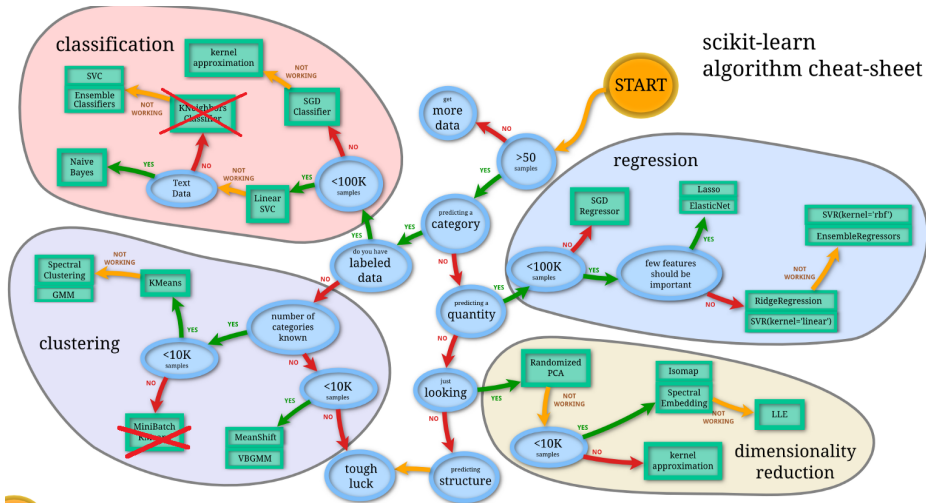 scikit-learn
algorithm cheat-sheet
START
classification
kernel
approximation
NOT
WORKING
SVC
Ensemble
Classifiers
NOT
WORKING
KNeighbors
Classifier
SGD
Classifier
NO
YES
NO
Naive
Bayes
Text
Data
NOT
WORKING
Linear
SVC
YES
<100K
samples
get
more
data
NO
>50
samples
YES
predicting a
category
YES
YES
do you have
labeled
data
NO
NO
predicting a
quantity
YES
NO
just
looking
YES
NO
predicting
structure
tough
luck
regression
SGD
Regressor
NO
<100K
samples
YES
Lasso
ElasticNet
YES
few features
should be
important
NO
SVR(kernel='rbf')
EnsembleRegressors
NOT
WORKING
RidgeRegression
SVR(kernel='linear')
clustering
Spectral
Clustering
GMM
NOT
WORKING
KMeans
YES
number of
categories
known
YES
<10K
samples
NO
NO
MiniBatch
<10K
samples
YES
NO
MeanShift
VBGMM
dimensionality
reduction
Randomized
PCA
NOT
WORKING
<10K
samples
YES
NO
Isomap
Spectral
Embedding
NOT
WORKING
LLE
kernel
approximation